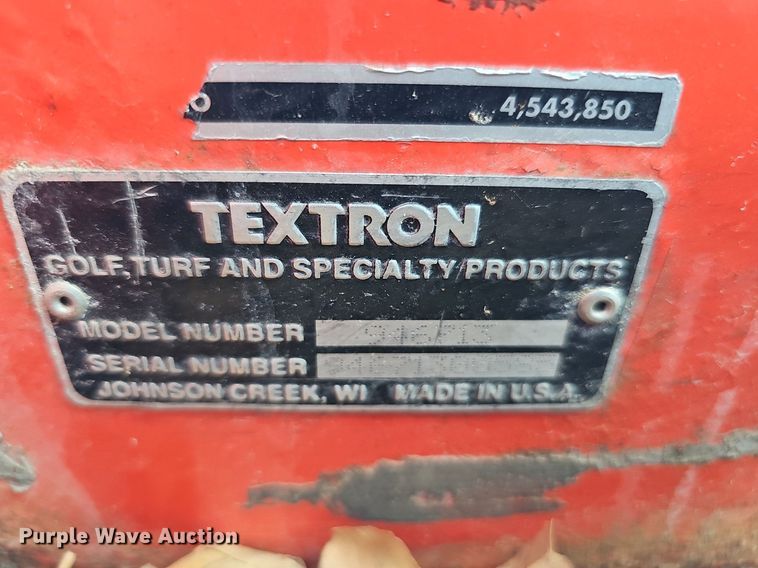 4,543,850
TEXTRON
GOLF, TURF AND SPECIALTY PRODUCTS
MODEL NUMBER 946713
SERIAL NUMBER
JOHNSON CREEK, WI MADE IN U.S.A.
Purple Wave Auction